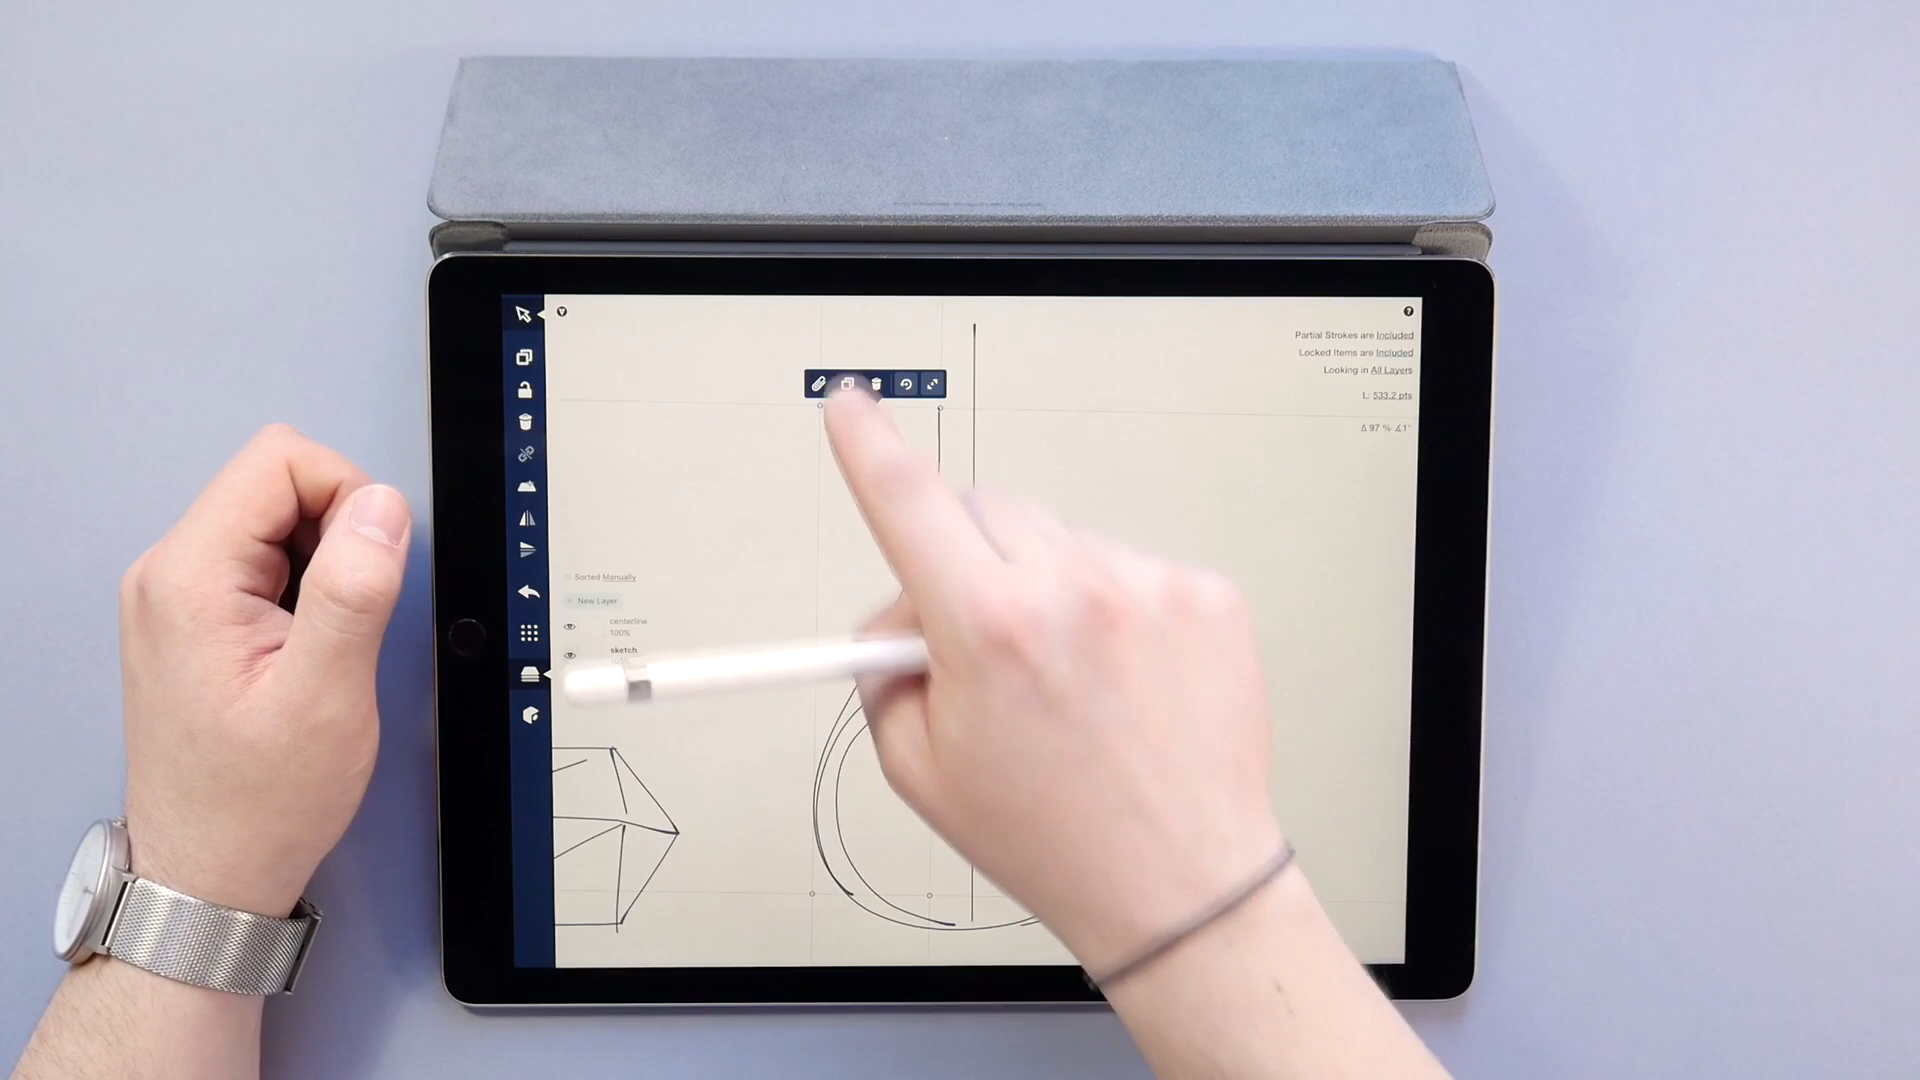 Partial Strokes are Included
Locked Items are Included
Looking in All Layers
L: 533.2 pts
Δ 97 % ∠1°
Sorted Manually
+ New Layer
centerline
100%
sketch